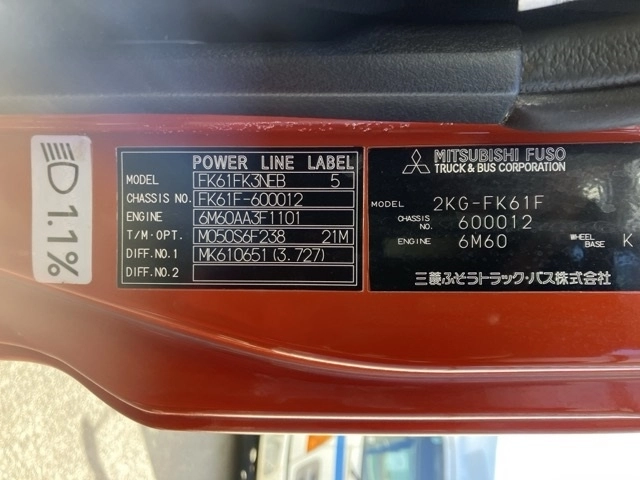 1.1%
POWER LINE LABEL
MODEL FK61FK3NEB 5
CHASSIS NO. FK61F-600012
ENGINE 6M60AA3F1101
T/M・OPT. M050S6F238 21M
DIFF. NO.1 MK610651 (3.727)
DIFF. NO.2
MITSUBISHI FUSO
TRUCK & BUS CORPORATION
MODEL 2KG-FK61F
CHASSIS NO. 600012
ENGINE 6M60 WHEEL BASE K
三菱ふそうトラック・バス株式会社